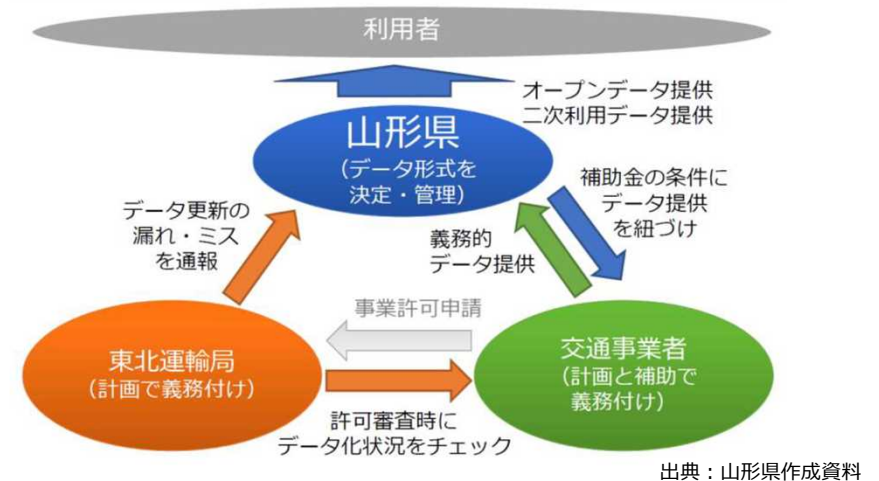 利用者
オープンデータ提供
二次利用データ提供
山形県
(データ形式を
決定・管理)
補助金の条件に
データ提供
を紐づけ
データ更新の
漏れ・ミス
を通報
義務的
データ提供
事業許可申請
東北運輸局
(計画で義務付け)
交通事業者
(計画と補助で
義務付け)
許可審査時に
データ化状況をチェック
出典:山形県作成資料